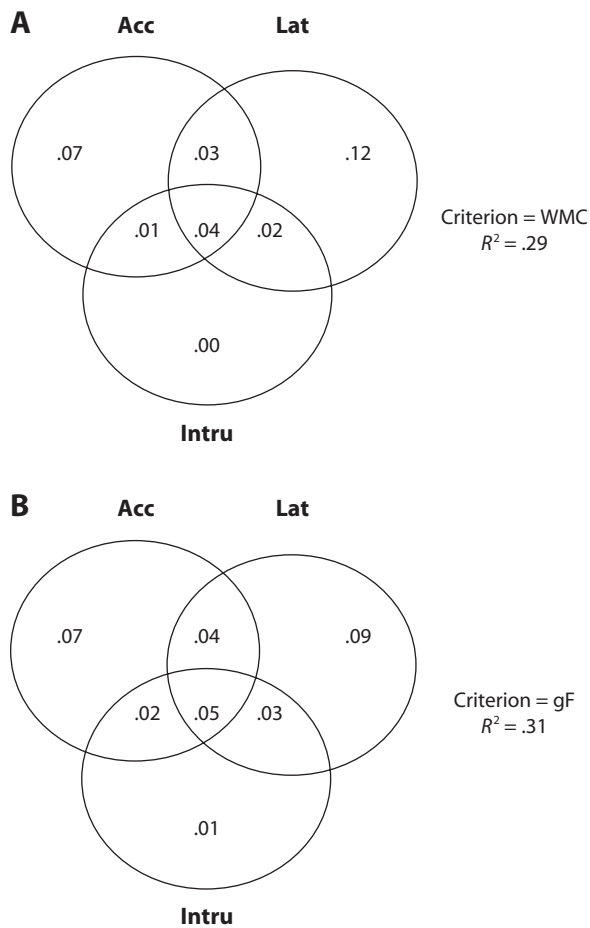 A
Acc Lat
.07 .03 .12
.01 .04 .02
Criterion = WMC
R² = .29
.00
Intru
B
Acc Lat
.07 .04 .09
.02 .05 .03
Criterion = gF
R² = .31
.01
Intru